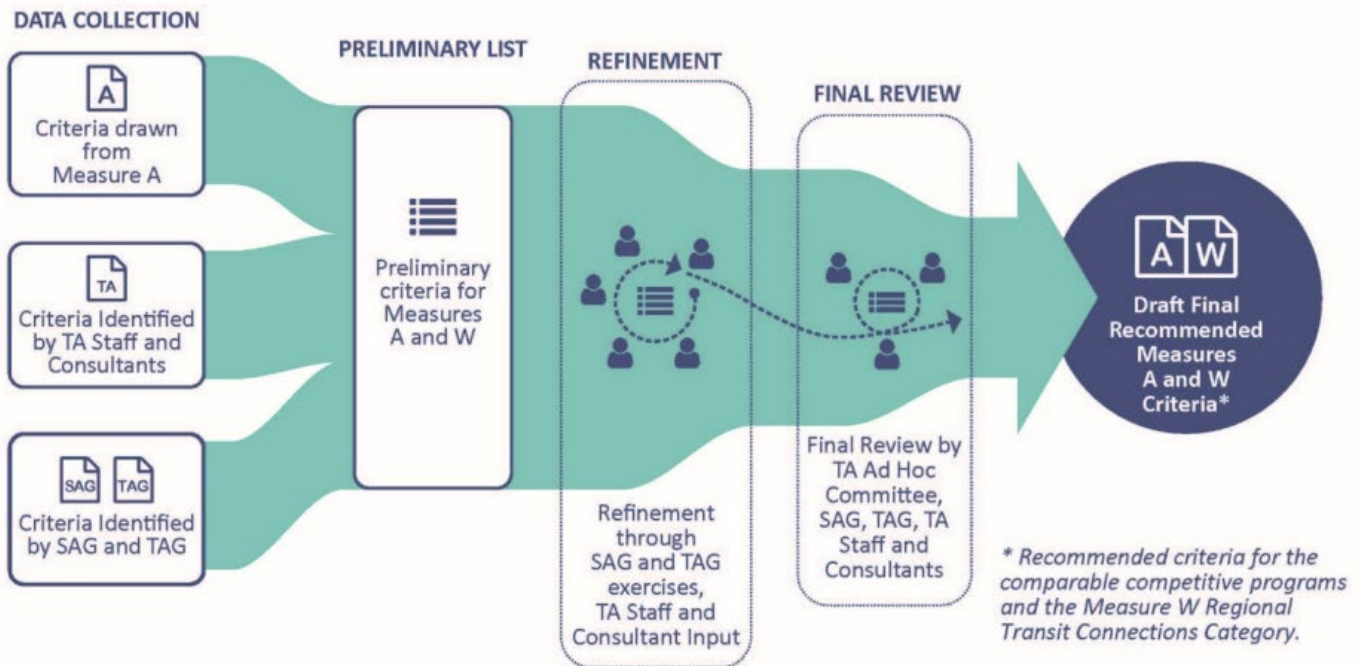 DATA COLLECTION
A
Criteria drawn
from
Measure A
TA
Criteria Identified
by TA Staff and
Consultants
SAG TAG
Criteria Identified
by SAG and TAG
PRELIMINARY LIST
Preliminary
criteria for
Measures
A and W
REFINEMENT
Refinement
through
SAG and TAG
exercises,
TA Staff and
Consultant Input
FINAL REVIEW
Final Review by
TA Ad Hoc
Committee,
SAG, TAG, TA
Staff and
Consultants
A W
Draft Final
Recommended
Measures
A and W
Criteria*
* Recommended criteria for the
comparable competitive programs
and the Measure W Regional
Transit Connections Category.